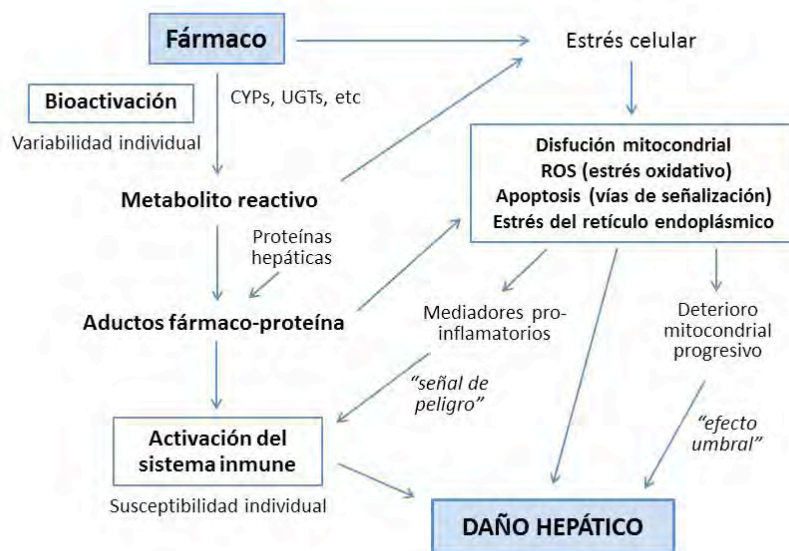 Fármaco
Estrés celular
Bioactivación
CYPs, UGTs, etc
Variabilidad individual
Disfución mitocondrial
ROS (estrés oxidativo)
Apoptosis (vías de señalización)
Estrés del retículo endoplásmico
Metabolito reactivo
Proteínas
hepáticas
Aductos fármaco-proteína
Mediadores pro-
inflamatorios
Deterioro
mitocondrial
progresivo
“señal de
peligro”
“efecto
umbral”
Activación del
sistema inmune
Susceptibilidad individual
DAÑO HEPÁTICO